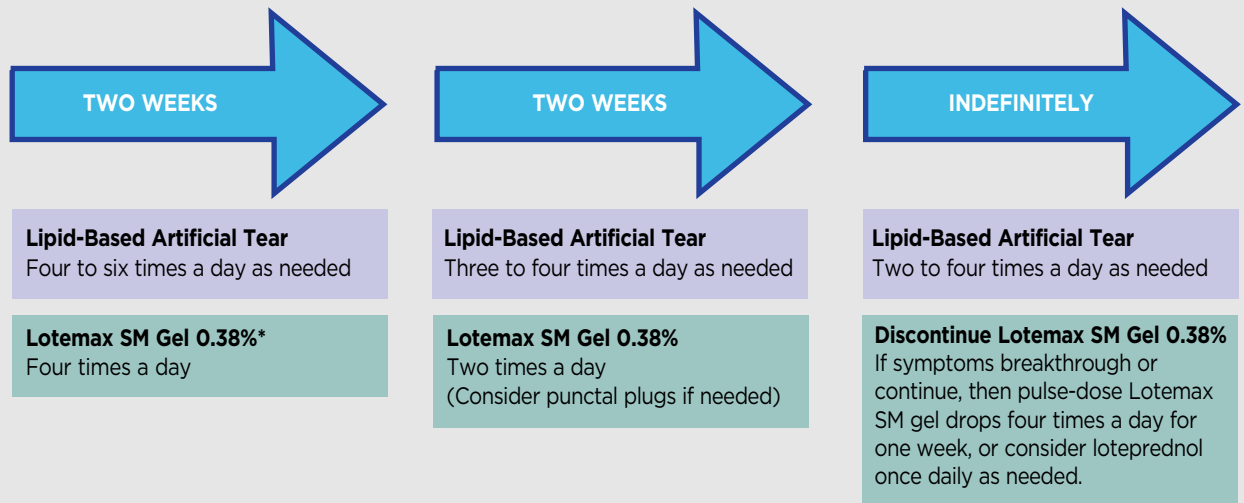 TWO WEEKS
Lipid-Based Artificial Tear
Four to six times a day as needed
Lotemax SM Gel 0.38%*
Four times a day
TWO WEEKS
Lipid-Based Artificial Tear
Three to four times a day as needed
Lotemax SM Gel 0.38%
Two times a day
(Consider punctal plugs if needed)
INDEFINITELY
Lipid-Based Artificial Tear
Two to four times a day as needed
Discontinue Lotemax SM Gel 0.38%
If symptoms breakthrough or
continue, then pulse-dose Lotemax
SM gel drops four times a day for
one week, or consider loteprednol
once daily as needed.